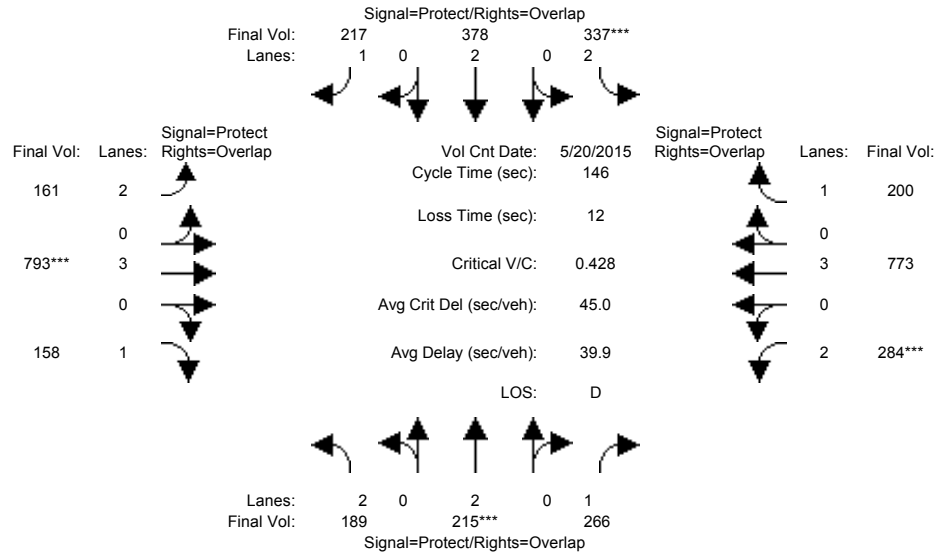 Signal=Protect/Rights=Overlap
Final Vol: 217 378 337***
Lanes: 1 0 2 0 2
Signal=Protect Signal=Protect
Final Vol: Lanes: Rights=Overlap Vol Cnt Date: 5/20/2015 Rights=Overlap Lanes: Final Vol:
Cycle Time (sec): 146
161 2 1 200
Loss Time (sec): 12
0 0
793*** 3 Critical V/C: 0.428 3 773
0 Avg Crit Del (sec/veh): 45.0 0
158 1 Avg Delay (sec/veh): 39.9 2 284***
LOS: D
Lanes: 2 0 2 0 1
Final Vol: 189 215*** 266
Signal=Protect/Rights=Overlap